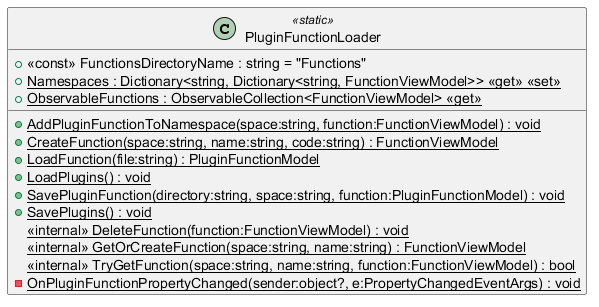 «static»
C PluginFunctionLoader
«const» FunctionsDirectoryName : string = "Functions"
Namespaces : Dictionary<string, Dictionary<string, FunctionViewModel>> «get» «set»
ObservableFunctions : ObservableCollection<FunctionViewModel> «get»
AddPluginFunctionToNamespace(space:string, function:FunctionViewModel) : void
CreateFunction(space:string, name:string, code:string) : FunctionViewModel
LoadFunction(file:string) : PluginFunctionModel
LoadPlugins() : void
SavePluginFunction(directory:string, space:string, function:PluginFunctionModel) : void
SavePlugins() : void
«internal» DeleteFunction(function:FunctionViewModel) : void
«internal» GetOrCreateFunction(space:string, name:string) : FunctionViewModel
«internal» TryGetFunction(space:string, name:string, function:FunctionViewModel) : bool
OnPluginFunctionPropertyChanged(sender:object?, e:PropertyChangedEventArgs) : void